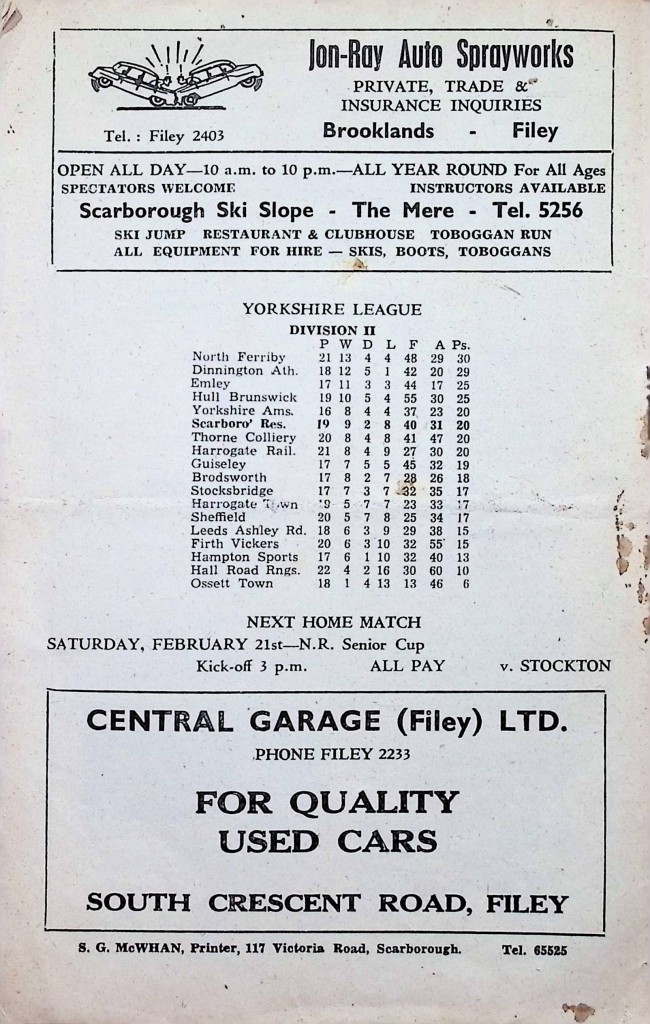 Jon-Ray Auto Sprayworks
PRIVATE, TRADE &
INSURANCE INQUIRIES
Tel. : Filey 2403
Brooklands - Filey
OPEN ALL DAY—10 a.m. to 10 p.m.—ALL YEAR ROUND For All Ages
SPECTATORS WELCOME INSTRUCTORS AVAILABLE
Scarborough Ski Slope - The Mere - Tel. 5256
SKI JUMP RESTAURANT & CLUBHOUSE TOBOGGAN RUN
ALL EQUIPMENT FOR HIRE — SKIS, BOOTS, TOBOGGANS
YORKSHIRE LEAGUE
DIVISION II
P W D L F A Ps.
North Ferriby 21 13 4 4 48 29 30
Dinnington Ath. 18 12 5 1 42 20 29
Emley 17 11 3 3 44 17 25
Hull Brunswick 19 10 5 4 55 30 25
Yorkshire Ams. 16 8 4 4 37 23 20
Scarboro' Res. 19 9 2 8 40 31 20
Thorne Colliery 20 8 4 8 41 47 20
Harrogate Rail. 21 8 4 9 27 30 20
Guiseley 17 7 5 5 45 32 19
Brodsworth 17 8 2 7 28 26 18
Stocksbridge 17 7 3 7 32 35 17
Harrogate Town 5 7 7 23 33 17
Sheffield 20 5 7 8 25 34 17
Leeds Ashley Rd. 18 6 3 9 29 38 15
Firth Vickers 20 6 3 10 32 55 15
Hampton Sports 17 6 1 10 32 40 13
Hall Road Rngs. 22 4 2 16 30 60 10
Ossett Town 18 1 4 13 13 46 6
NEXT HOME MATCH
SATURDAY, FEBRUARY 21st—N.R. Senior Cup
Kick-off 3 p.m. ALL PAY v. STOCKTON
CENTRAL GARAGE (Filey) LTD.
PHONE FILEY 2233
FOR QUALITY
USED CARS
SOUTH CRESCENT ROAD, FILEY
S. G. McWHAN, Printer, 117 Victoria Road, Scarborough. Tel. 65525